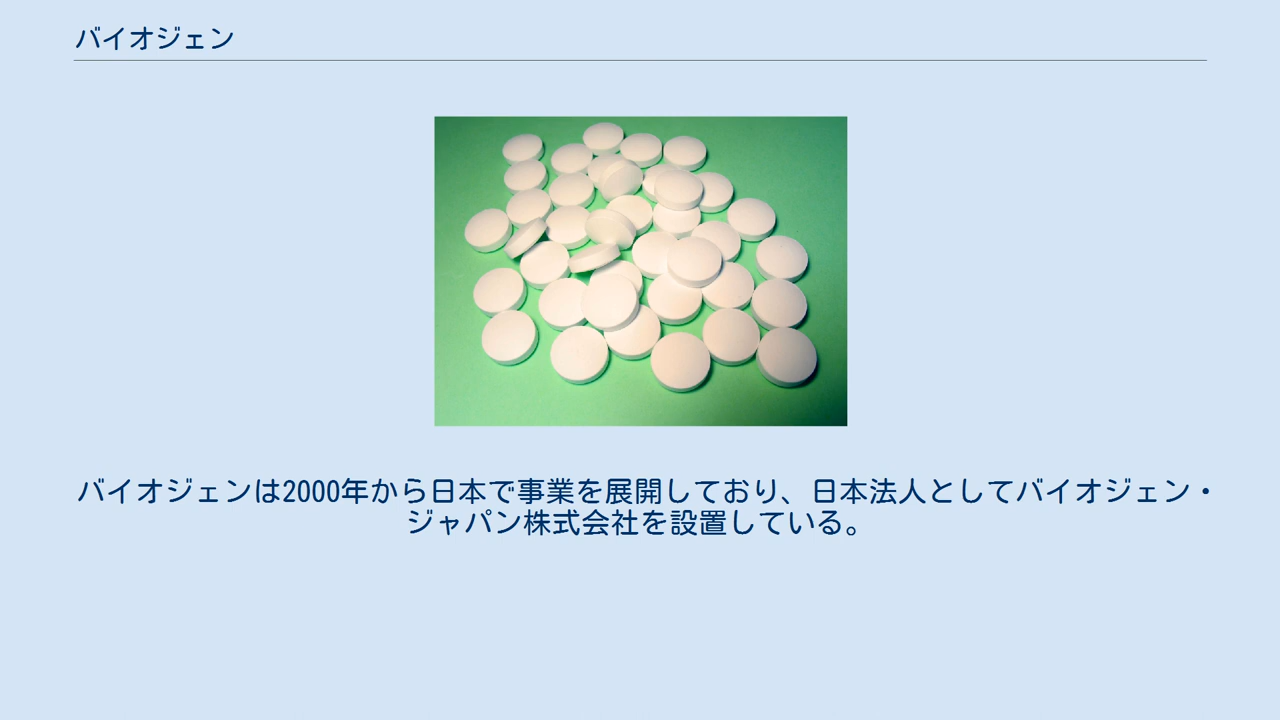 バイオジェン
バイオジェンは2000年から日本で事業を展開しており、日本法人としてバイオジェン・
ジャパン株式会社を設置している。